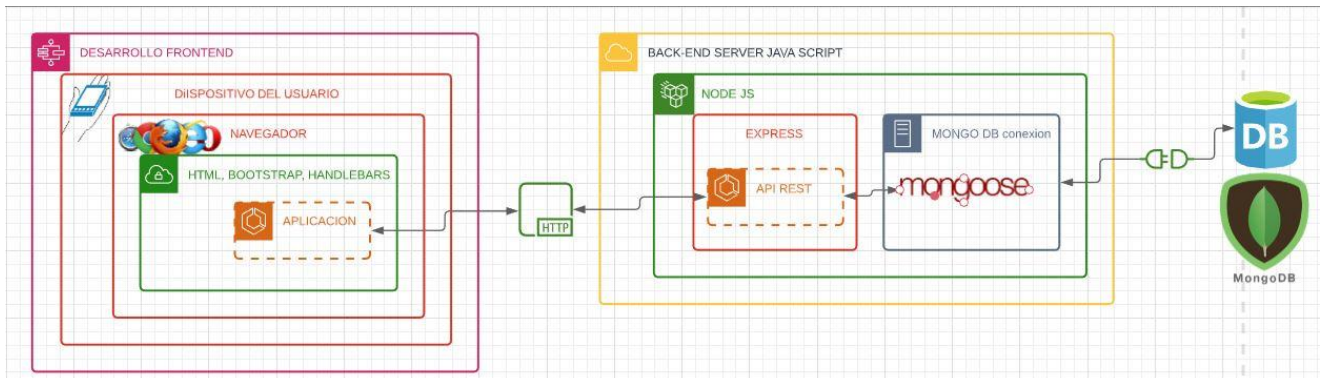 DESARROLLO FRONTEND
DiISPOSITIVO DEL USUARIO
NAVEGADOR
HTML, BOOTSTRAP, HANDLEBARS
APLICACION
HTTP
BACK-END SERVER JAVA SCRIPT
NODE JS
EXPRESS
API REST
MONGO DB conexion
mongoose
DB
MongoDB